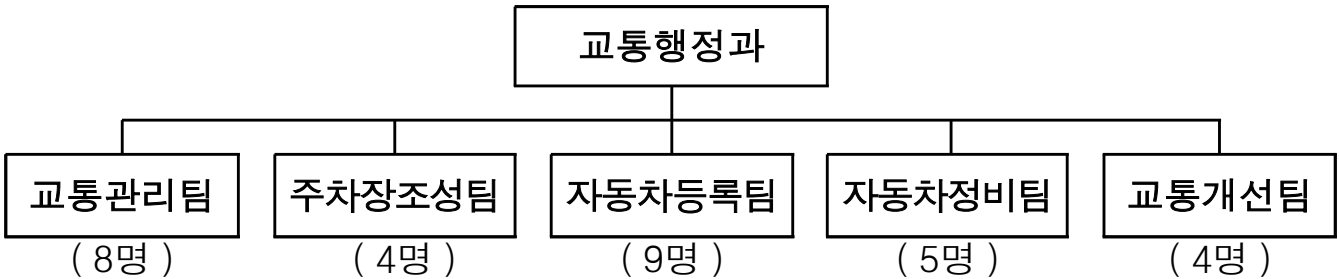 교통행정과
교통관리팀 주차장조성팀 자동차등록팀 자동차정비팀 교통개선팀
( 8명 ) ( 4명 ) ( 9명 ) ( 5명 ) ( 4명 )